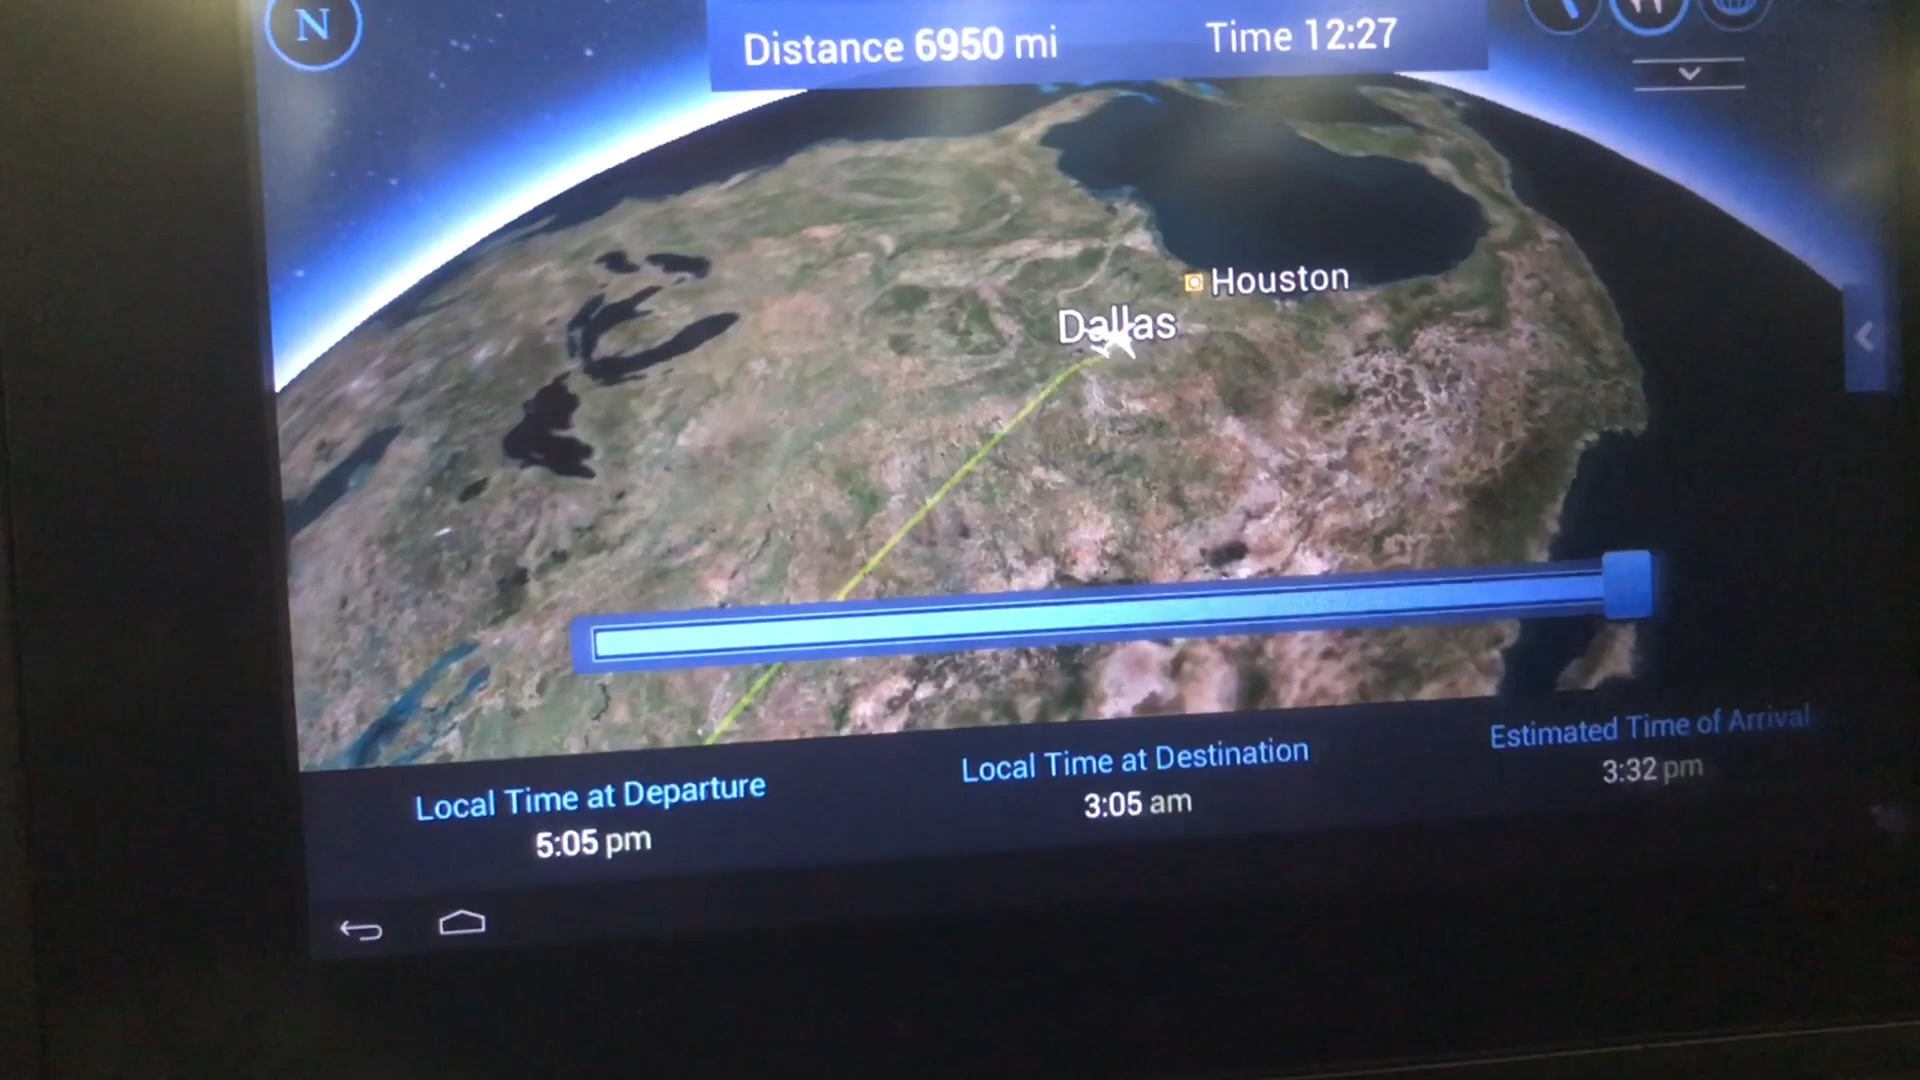 N
Distance 6950 mi
Time 12:27
Houston
Dallas
Local Time at Departure
5:05 pm
Local Time at Destination
3:05 am
Estimated Time of Arrival
3:32 pm